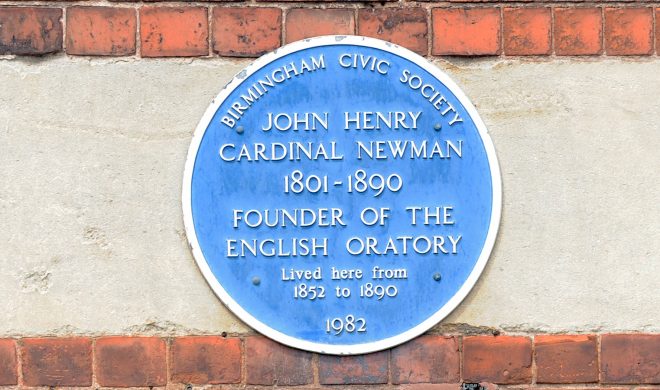 BIRMINGHAM CIVIC SOCIETY
JOHN HENRY
CARDINAL NEWMAN
1801-1890
FOUNDER OF THE
ENGLISH ORATORY
Lived here from
1852 to 1890
1982